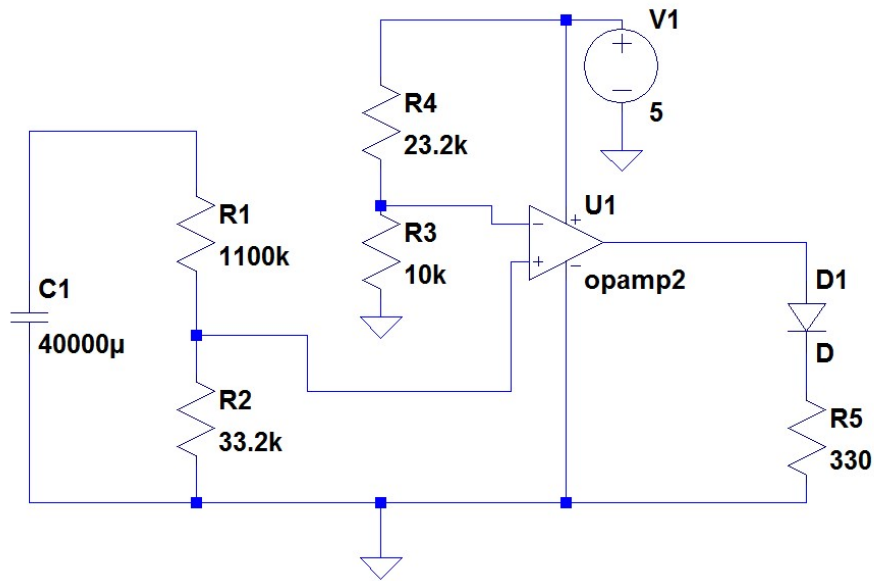 V1
5
R4
23.2k
R1
1100k
R3
10k
U1
opamp2
C1
40000µ
D1
D
R2
33.2k
R5
330